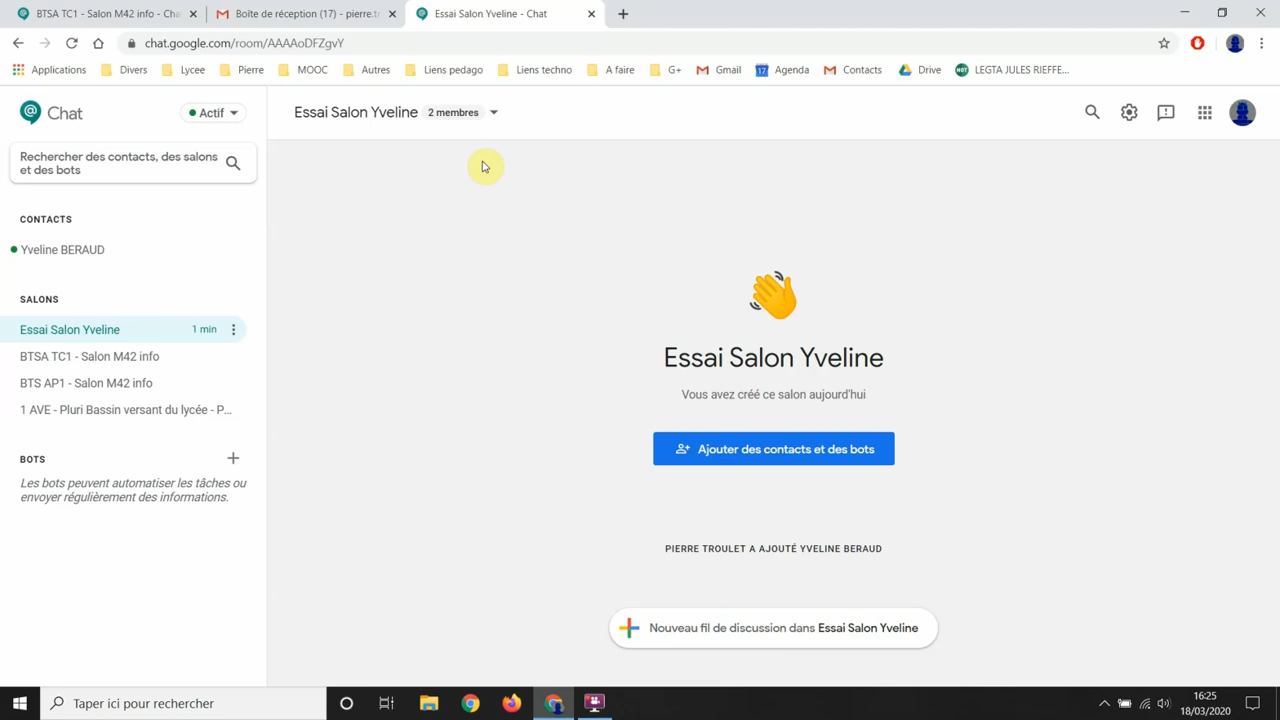 BTSA TC1 - Salon M42 info - Cha
Boîte de réception (17) - pierre.tr
Essai Salon Yveline - Chat
chat.google.com/room/AAAAoDFZgvY
Applications
Divers
Lycee
Pierre
MOOC
Autres
Liens pedago
Liens techno
A faire
G+
Gmail
Agenda
Contacts
Drive
LEGTA JULES RIEFFE...
Chat
Actif
Essai Salon Yveline 2 membres
Rechercher des contacts, des salons
et des bots
CONTACTS
Yveline BERAUD
SALONS
Essai Salon Yveline 1 min
BTSA TC1 - Salon M42 info
BTS AP1 - Salon M42 info
1 AVE - Pluri Bassin versant du lycée - P...
BOTS
Les bots peuvent automatiser les tâches ou
envoyer régulièrement des informations.
Essai Salon Yveline
Vous avez créé ce salon aujourd'hui
Ajouter des contacts et des bots
PIERRE TROULET A AJOUTÉ YVELINE BERAUD
Nouveau fil de discussion dans Essai Salon Yveline
Taper ici pour rechercher
16:25
18/03/2020